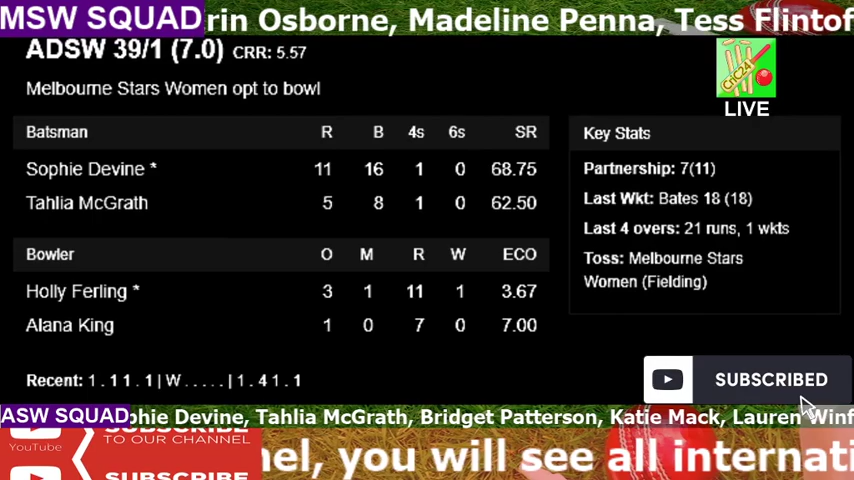 MSW SQUAD rin Osborne, Madeline Penna, Tess Flintof
ADSW 39/1 (7.0) CRR: 5.57
Melbourne Stars Women opt to bowl
CriC24
LIVE
Batsman R B 4s 6s SR
Sophie Devine * 11 16 1 0 68.75
Tahlia McGrath 5 8 1 0 62.50
Bowler O M R W ECO
Holly Ferling * 3 1 11 1 3.67
Alana King 1 0 7 0 7.00
Key Stats
Partnership: 7(11)
Last Wkt: Bates 18 (18)
Last 4 overs: 21 runs, 1 wkts
Toss: Melbourne Stars
Women (Fielding)
Recent: 1 . 1 1 . 1 | W . . . . . | 1 . 4 1 . 1
SUBSCRIBED
ASW SQUAD phie Devine, Tahlia McGrath, Bridget Patterson, Katie Mack, Lauren Winf
YouTube
SUBSCRIBE
TO OUR CHANNEL
SUBSCRIBE
nel, you will see all internati